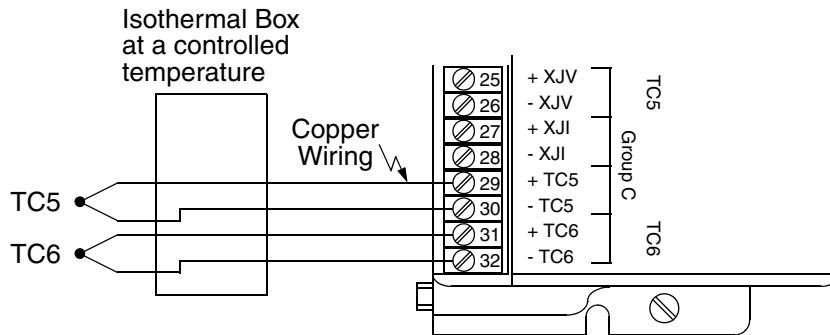 Isothermal Box
at a controlled
temperature
Copper
Wiring
TC5
TC6
25 + XJV
26 - XJV
27 + XJI
28 - XJI
29 + TC5
30 - TC5
31 + TC6
32 - TC6
TC5
Group C
TC6